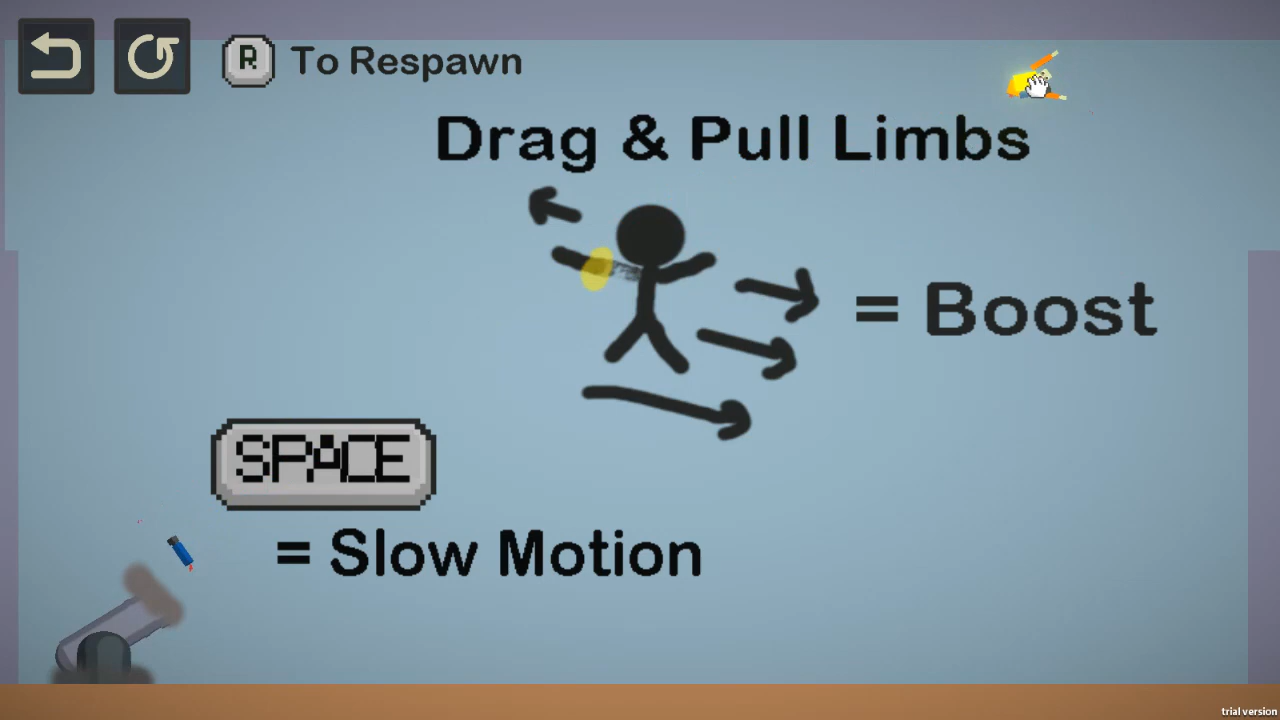 R To Respawn
Drag & Pull Limbs
= Boost
SPACE
= Slow Motion
trial version